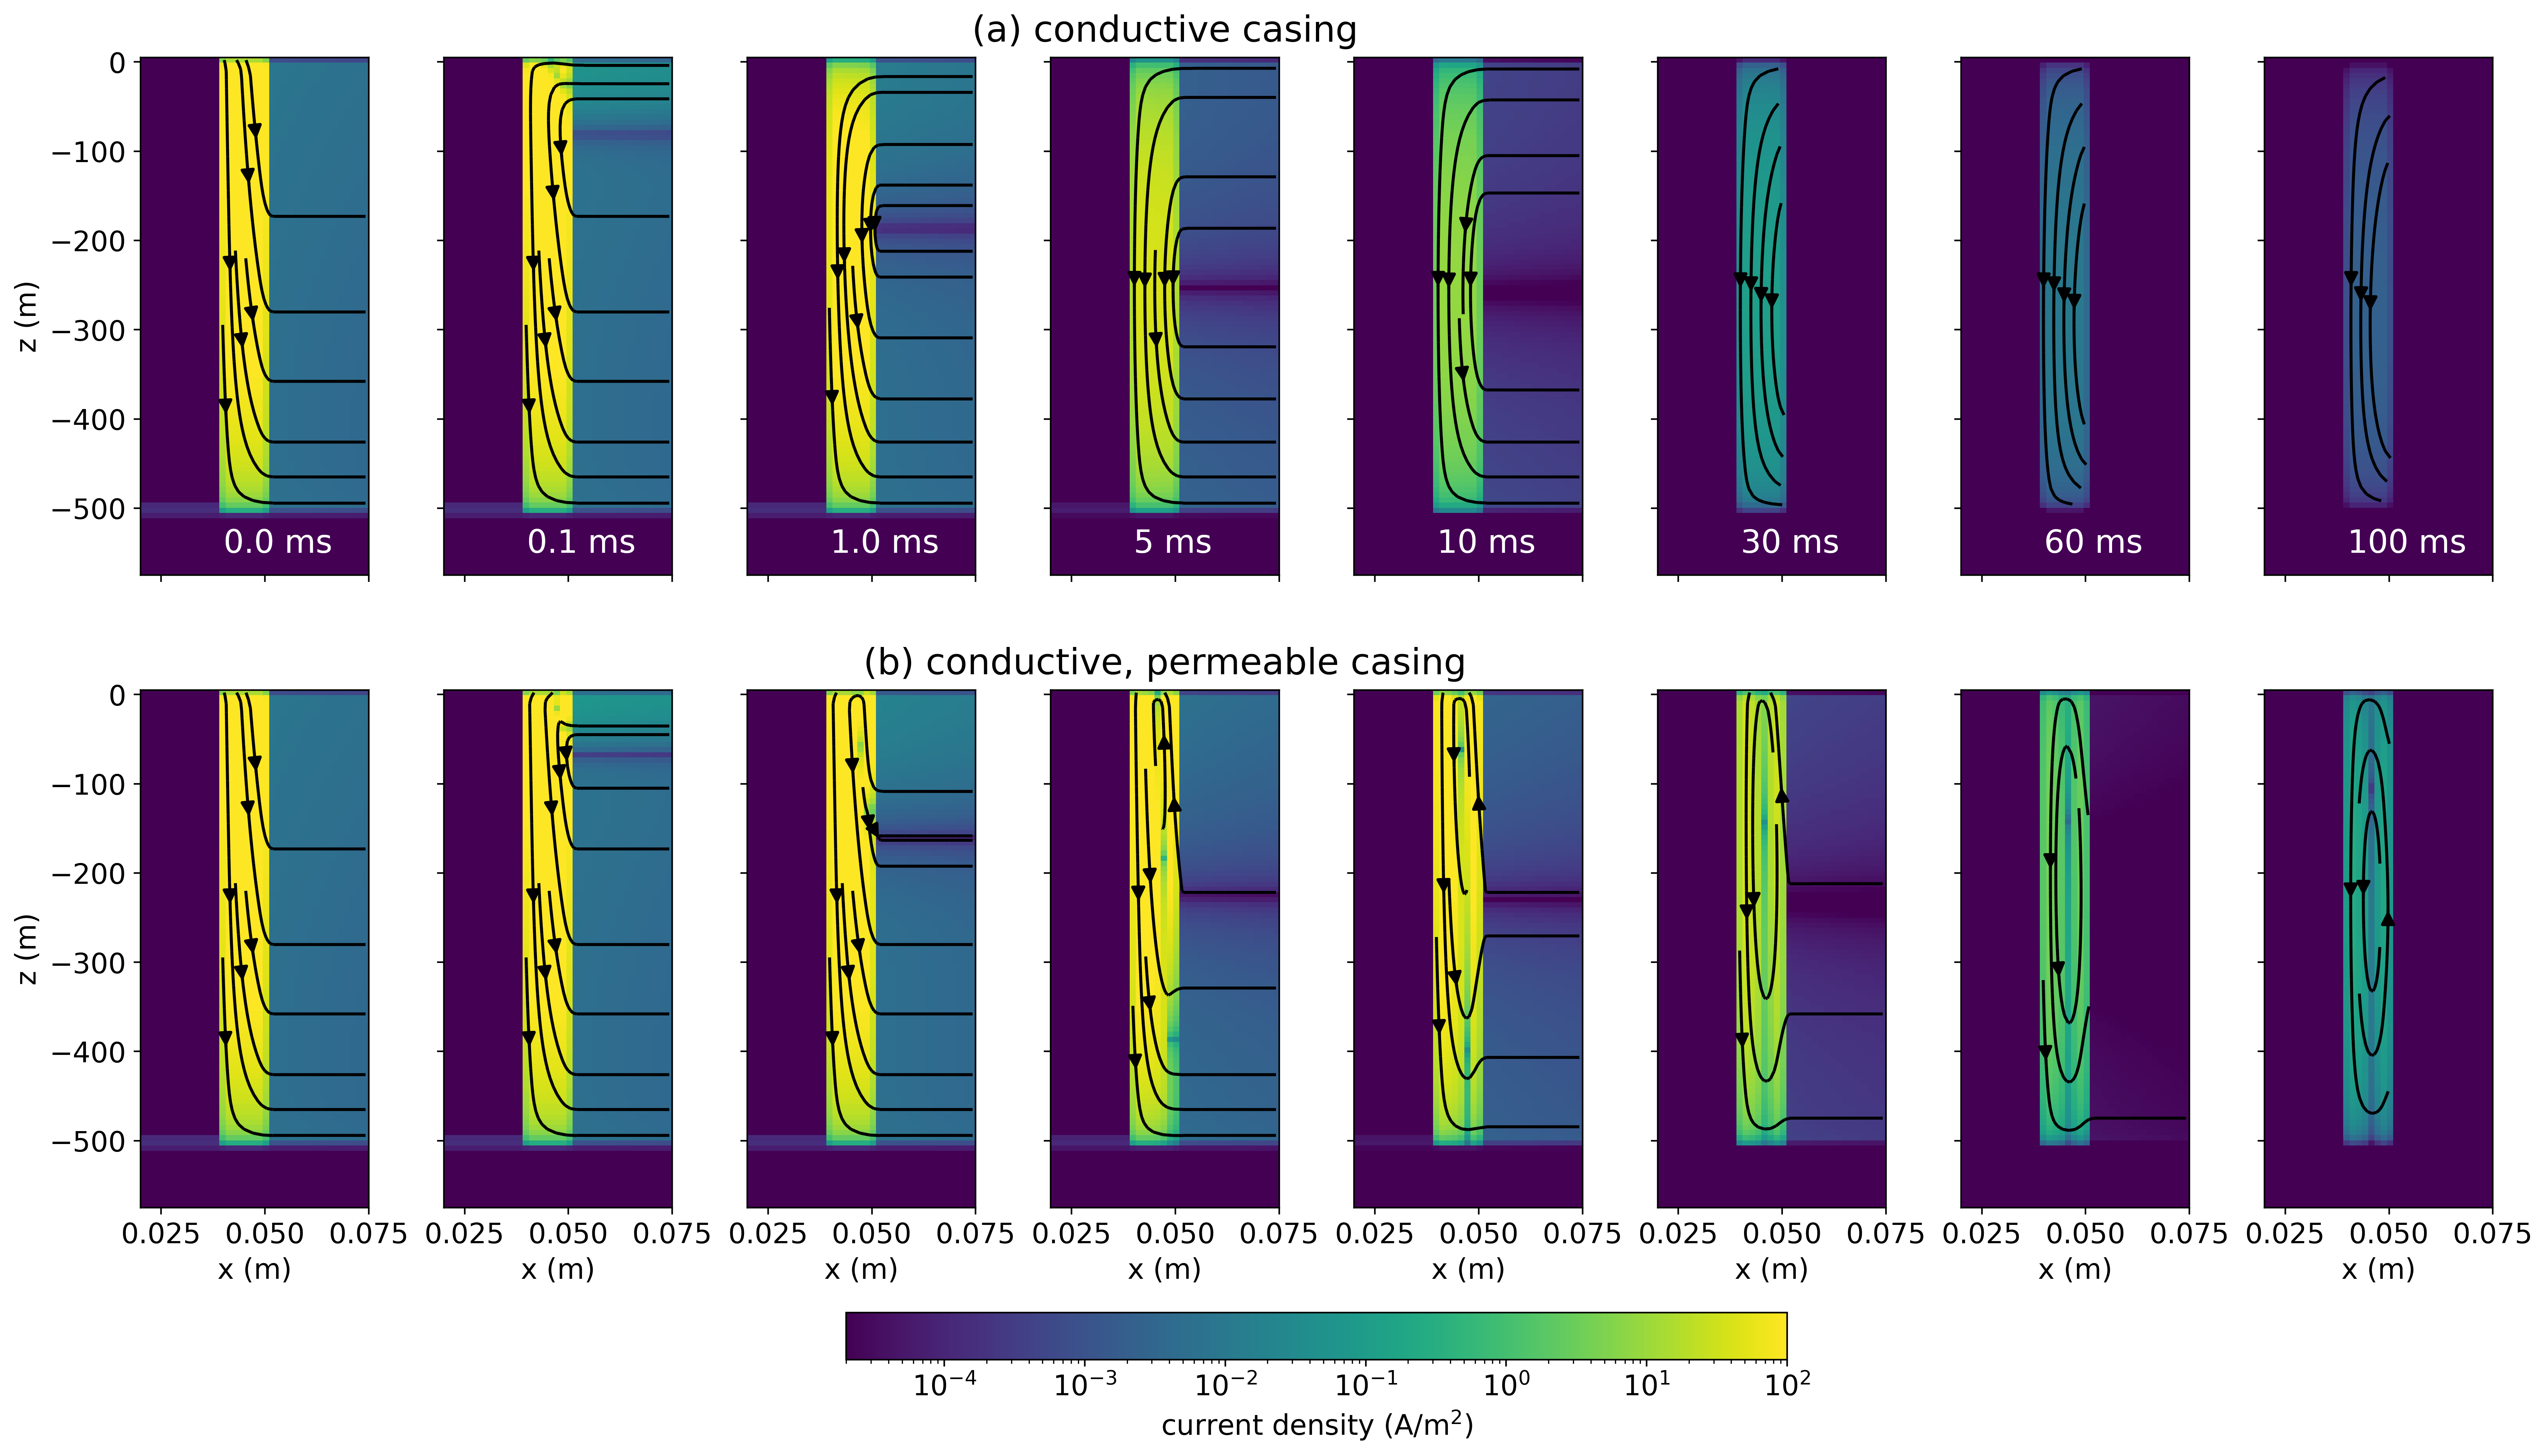 (a) conductive casing
0
−100
−200
−300
−400
−500
z (m)
0.0 ms
0.1 ms
1.0 ms
5 ms
10 ms
30 ms
60 ms
100 ms
(b) conductive, permeable casing
0
−100
−200
−300
−400
−500
z (m)
0.025 0.050 0.075
0.025 0.050 0.075
0.025 0.050 0.075
0.025 0.050 0.075
0.025 0.050 0.075
0.025 0.050 0.075
0.025 0.050 0.075
0.025 0.050 0.075
x (m)
x (m)
x (m)
x (m)
x (m)
x (m)
x (m)
x (m)
10⁻⁴ 10⁻³ 10⁻² 10⁻¹ 10⁰ 10¹ 10²
current density (A/m²)